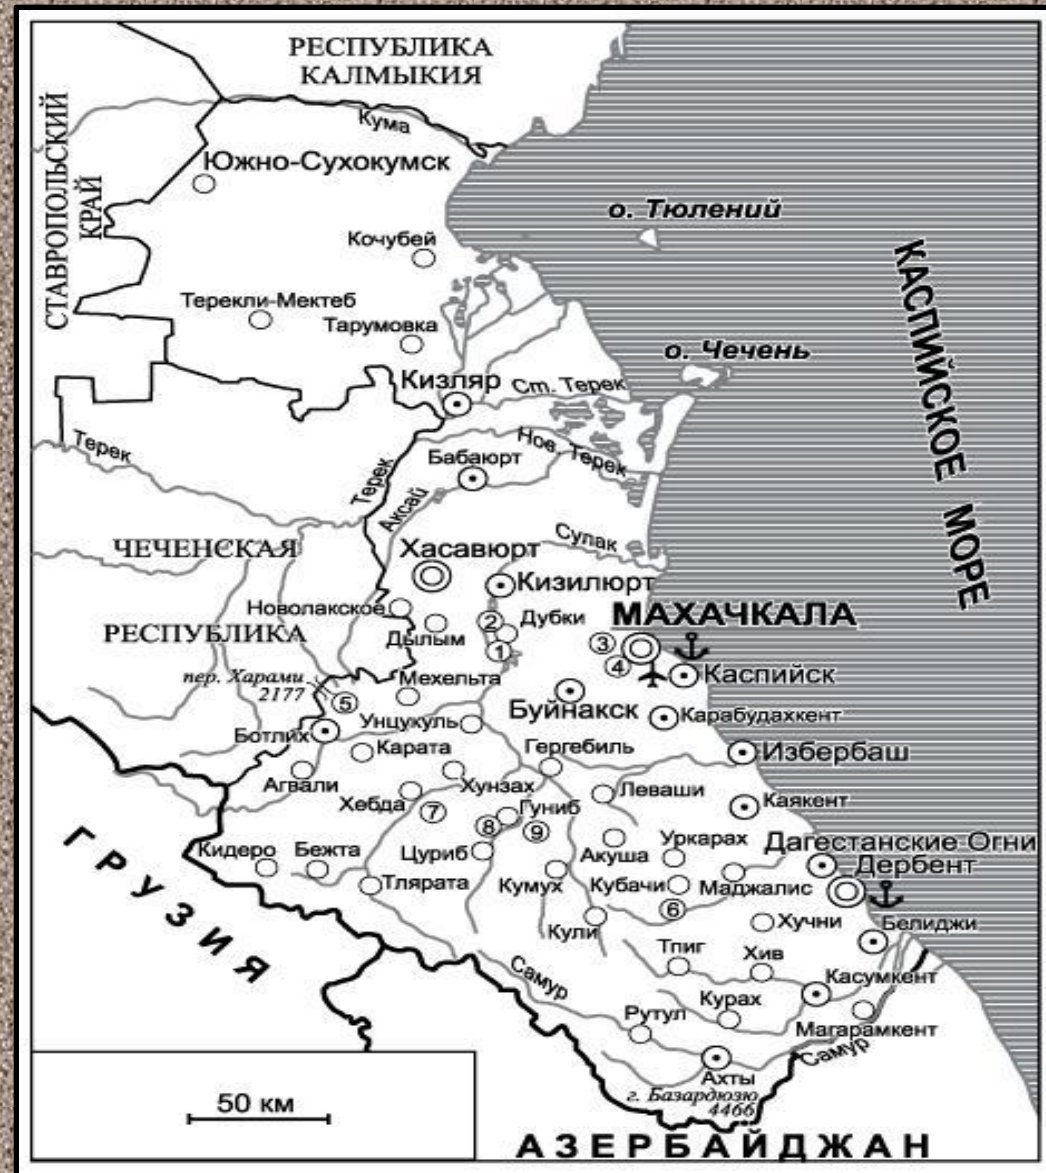 РЕСПУБЛИКА
КАЛМЫКИЯ
СТАВРОПОЛЬСКИЙ
КРАЙ
Кума
Южно-Сухокумск
о. Тюлений
Кочубей
КАСПИЙСКОЕ МОРЕ
Терекли-Мектеб
Тарумовка
о. Чечень
Кизляр
Ст. Терек
Терек
Нов. Терек
Бабаюрт
Терек
Аксай
Сулак
ЧЕЧЕНСКАЯ
РЕСПУБЛИКА
Хасавюрт
Кизилюрт
Новолакское
Дылым
2
Дубки
1
МАХАЧКАЛА
3
4
Каспийск
пер. Харами
2177
5
Мехельта
Буйнакск
Карабудахкент
Унцукуль
Ботлих
Карата
Гергебиль
Избербаш
Агвали
Хунзах
Леваши
Хебда
7
Гуниб
8
9
Каякент
ГРУЗИЯ
Кидеро
Бежта
Цуриб
Акуша
Уркарах
Дагестанские Огни
Дербент
Тлярата
Кумух
Кубачи
Маджалис
6
Кули
Хучни
Белиджи
Самур
Тпиг
Хив
Касумкент
Рутул
Курах
Магарамкент
Самур
Ахты
г. Базардюзю
4466
50 км
АЗЕРБАЙДЖАН